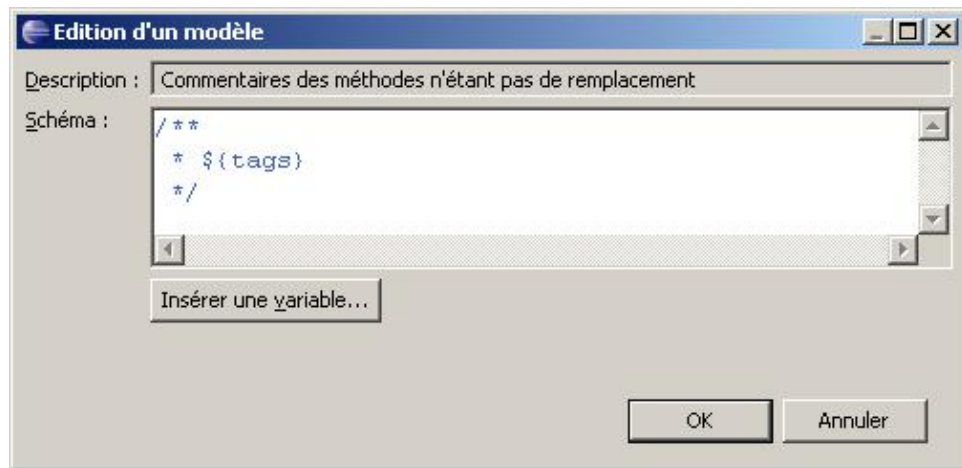 Edition d'un modèle
Description : Commentaires des méthodes n'étant pas de remplacement
Schéma :
/**
 * ${tags}
 */
Insérer une variable...
OK Annuler